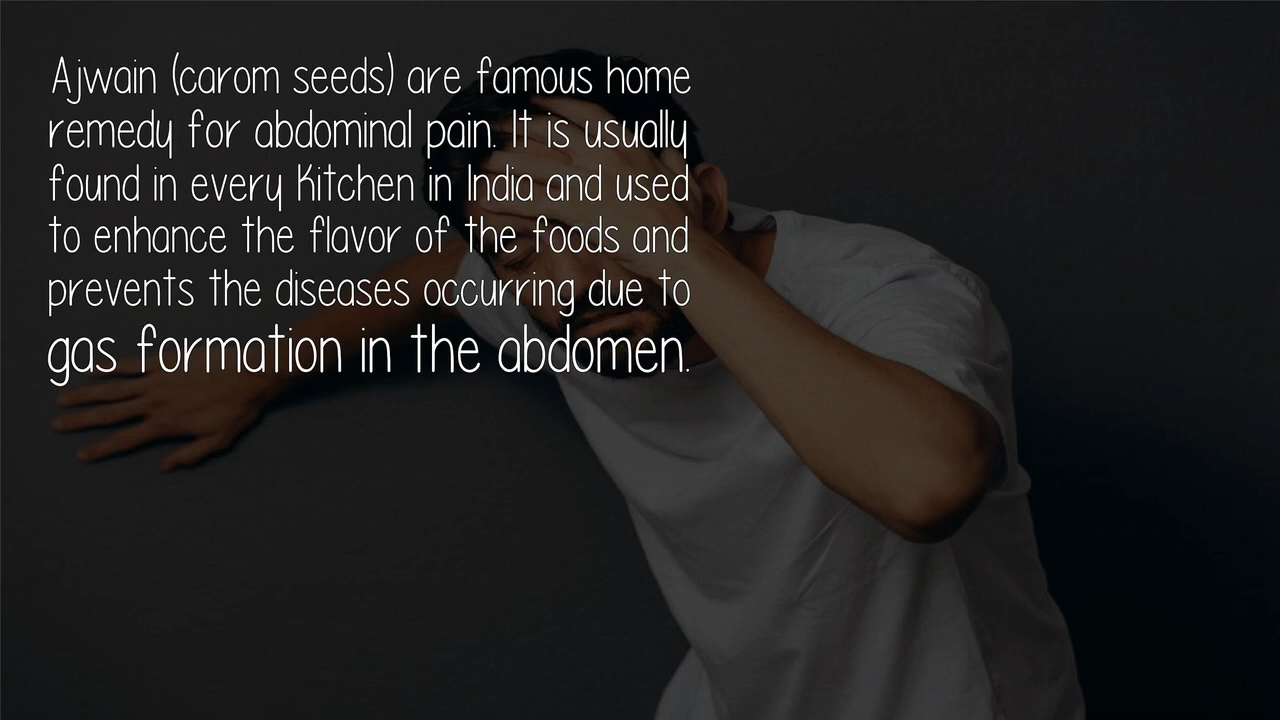 Ajwain (carom seeds) are famous home
remedy for abdominal pain. It is usually
found in every Kitchen in India and used
to enhance the flavor of the foods and
prevents the diseases occurring due to
gas formation in the abdomen.